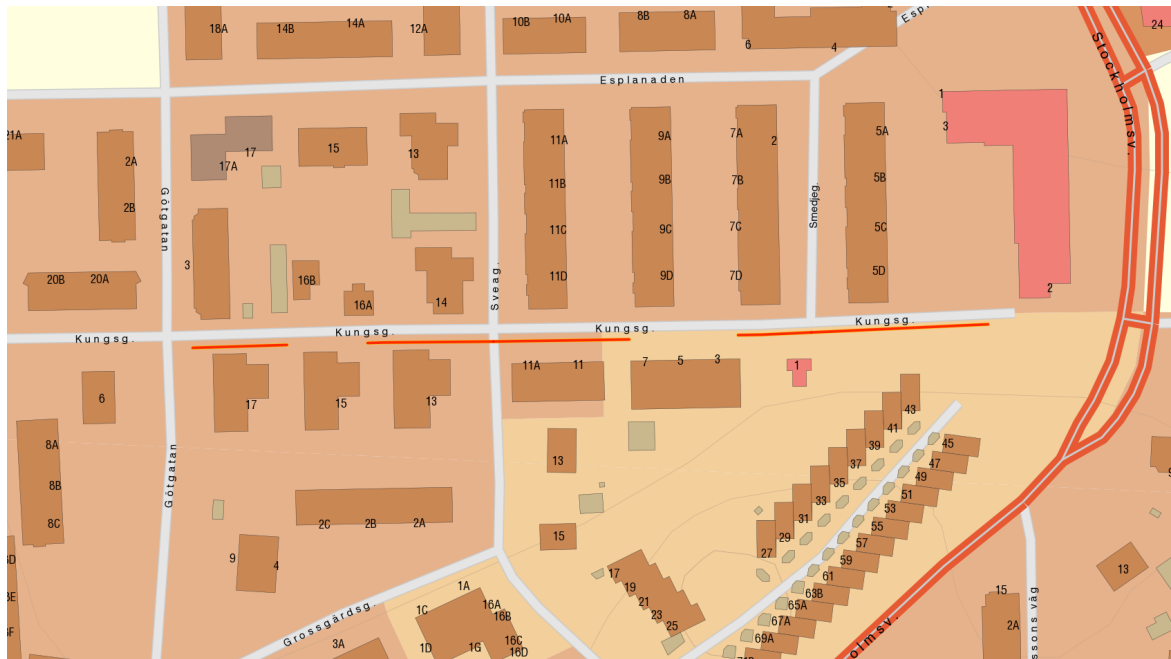 18A
14B
14A
12A
10B
10A
8B
8A
6
4
24
Esplanaden
Stockholmsv.
21A
2A
2B
17
17A
15
13
11A
11B
11C
11D
9A
9B
9C
9D
7A
7B
7C
7D
2
5A
5B
5C
5D
1
3
2
Götgatan
3
Sveag.
Smedjeg.
20B
20A
16B
16A
14
Kungsg.
Kungsg.
Kungsg.
Kungsg.
6
17
15
13
11A
11
7
5
3
1
8A
8B
8C
Götgatan
13
15
2C
2B
2A
9
4
43
41
39
37
35
33
31
29
27
45
47
49
51
53
55
57
59
61
63B
65A
67A
69A
17
19
21
23
25
Grossgårdsg.
3A
1A
1C
1D
1G
16A
16B
16C
16D
13
15
2A